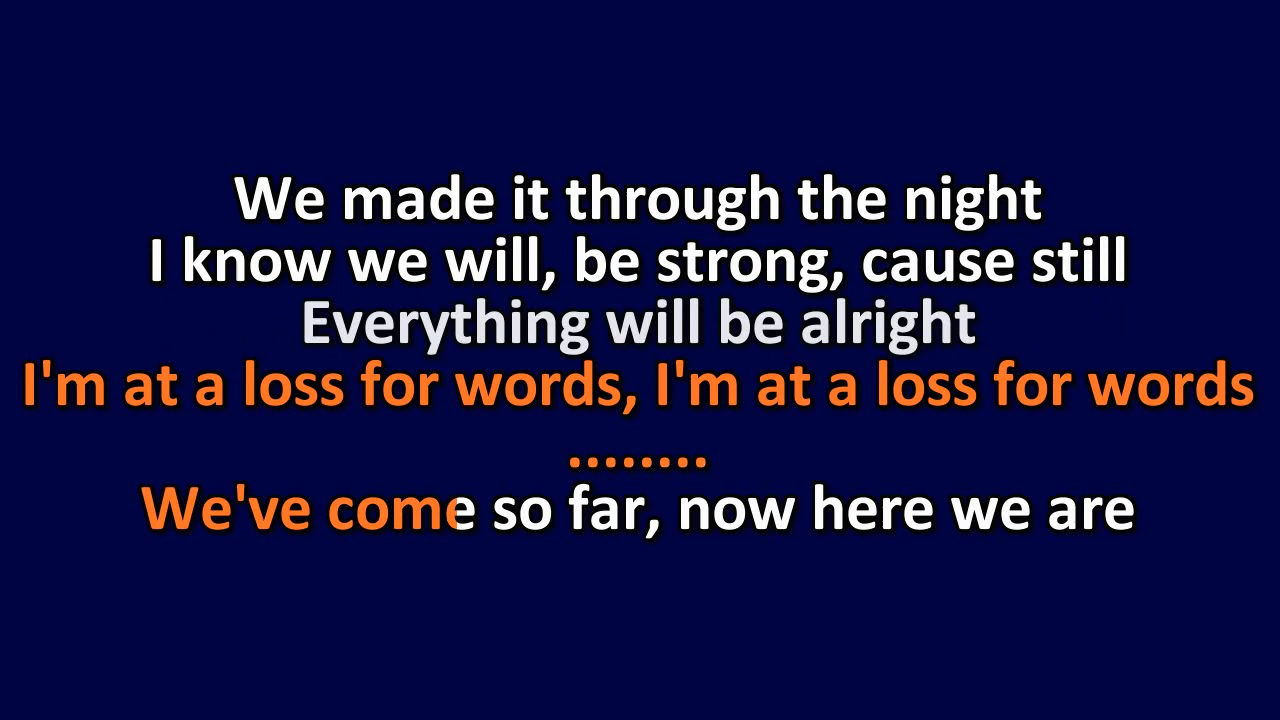 We made it through the night
I know we will, be strong, cause still
Everything will be alright
I'm at a loss for words, I'm at a loss for words
........
We've come so far, now here we are